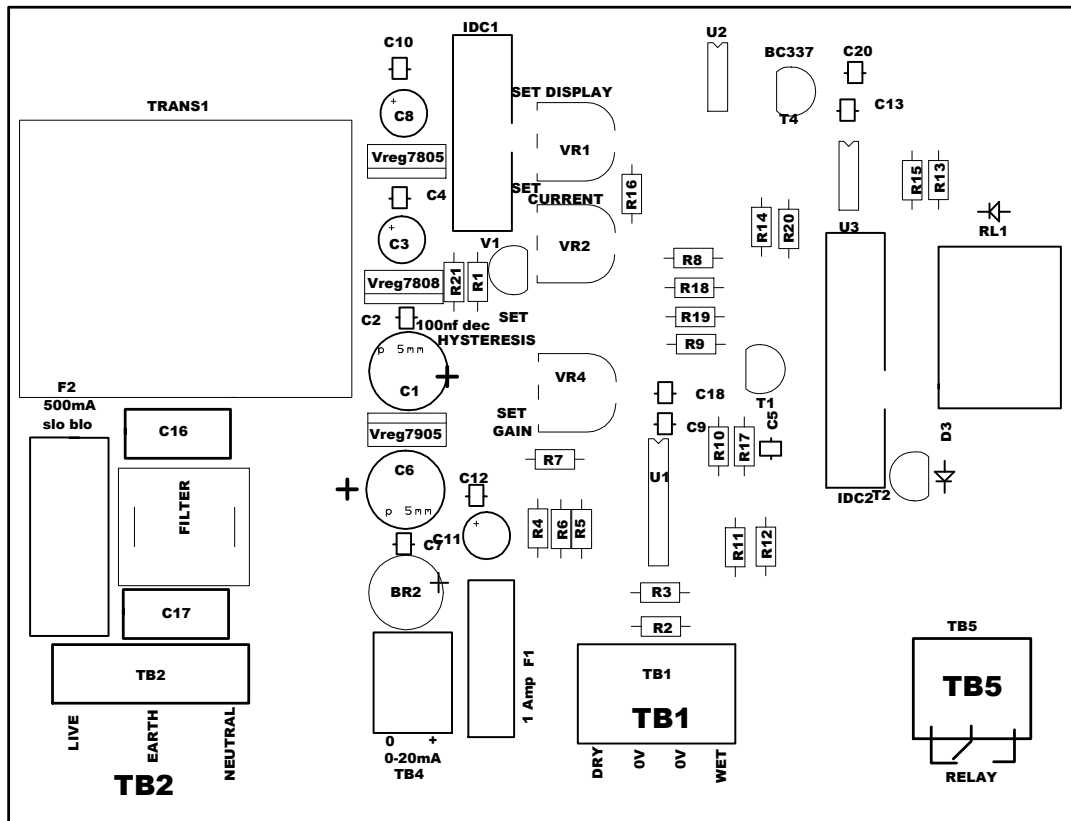 IDC1
U2
C10
BC337
C20
TRANS1
SET DISPLAY
C13
C8
T4
Vreg7805
VR1
R15
R13
C4
SET
CURRENT
R16
R14
R20
U3
RL1
C3
V1
VR2
R8
Vreg7808
R21
R1
R18
C2
100nf dec
SET
HYSTERESIS
R19
R9
p 5mm
C1
VR4
T1
F2
500mA
slo blo
C18
C16
Vreg7905
SET
GAIN
C9
R10
R17
C5
D3
C6
R7
U1
p 5mm
C12
IDC2
T2
FILTER
C11
C7
R4
R6
R5
R11
R12
BR2
R3
C17
R2
TB5
TB2
1 Amp F1
TB1
TB5
TB1
LIVE
EARTH
NEUTRAL
0
+
0-20mA
TB4
DRY
0V
0V
WET
RELAY
TB2